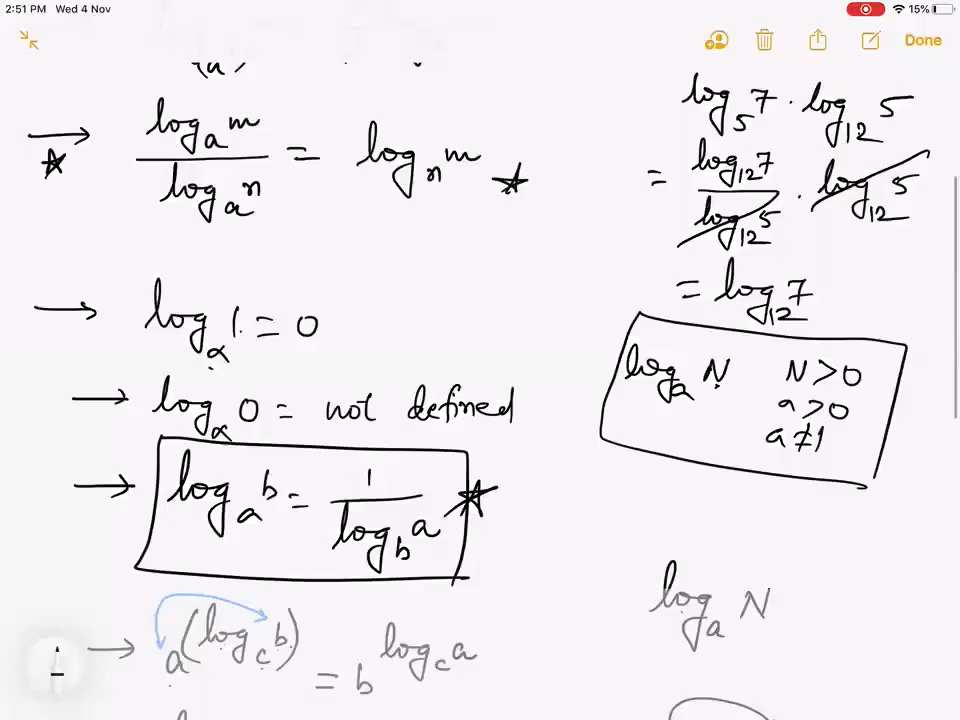 2:51 PM Wed 4 Nov
15%
Done
(a)
→ ☆ log_a m / log_a n = log_n m ☆
→ log_α 1 = 0
→ log_α 0 = not defined
→ log_a b = 1 / log_b a ☆
→ a^(log_c b) = b^log_c a
log_5 7 · log_12 5
= log_12 7 / log_12 5 · log_12 5
= log_12 7
log_a N N > 0
a > 0
a ≠ 1
log_a N